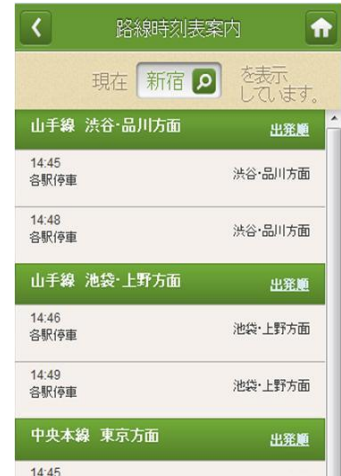 路線時刻表案内
現在 新宿 を表示しています。
山手線 渋谷・品川方面 出発順
14:45
各駅停車 渋谷・品川方面
14:48
各駅停車 渋谷・品川方面
山手線 池袋・上野方面 出発順
14:46
各駅停車 池袋・上野方面
14:49
各駅停車 池袋・上野方面
中央本線 東京方面 出発順
14:45